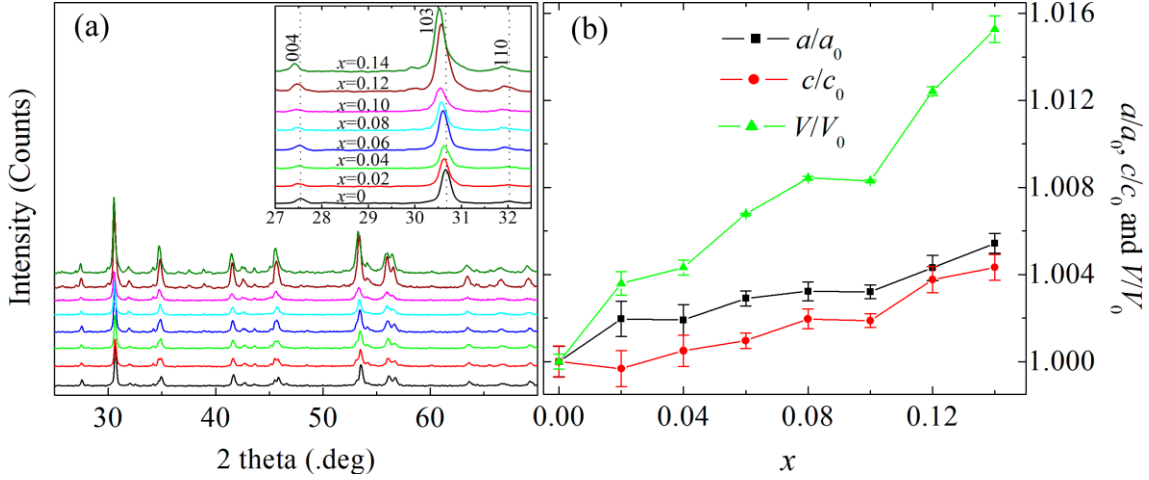 (a)
004
103
110
x=0.14
x=0.12
x=0.10
x=0.08
x=0.06
x=0.04
x=0.02
x=0
27 28 29 30 31 32
Intensity (Counts)
30 40 50 60
2 theta (.deg)
(b)
a/a0
c/c0
V/V0
1.016
1.012
1.008
1.004
1.000
a/a0, c/c0 and V/V0
0.00 0.04 0.08 0.12
x